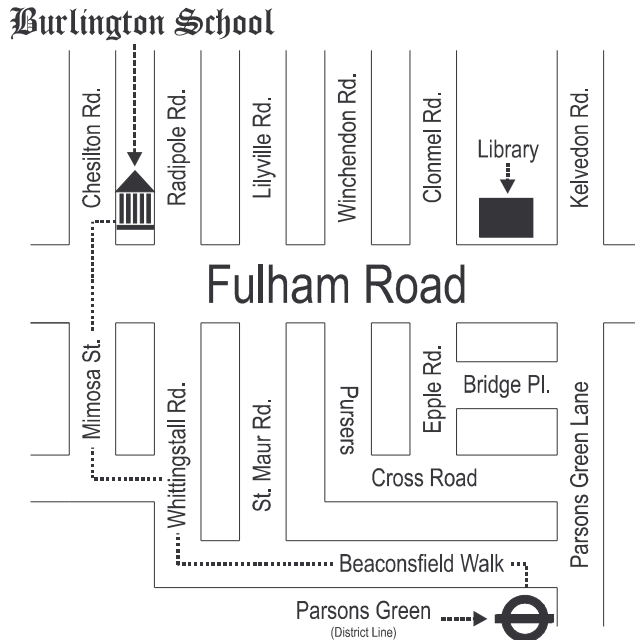 Burlington School
Chesilton Rd.
Radipole Rd.
Lilyville Rd.
Winchendon Rd.
Clonmel Rd.
Library
Kelvedon Rd.
Fulham Road
Mimosa St.
Whittingstall Rd.
St. Maur Rd.
Pursers
Epple Rd.
Bridge Pl.
Cross Road
Parsons Green Lane
Beaconsfield Walk
Parsons Green
(District Line)